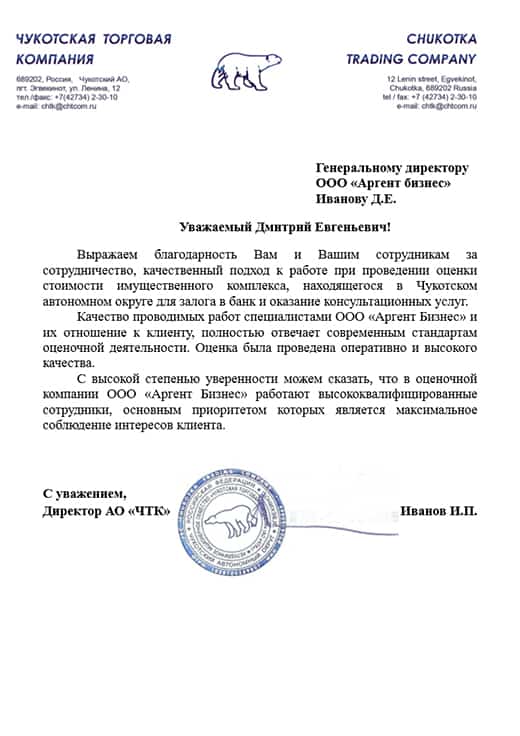 ЧУКОТСКАЯ ТОРГОВАЯ
КОМПАНИЯ
689202, Россия, Чукотский АО,
пгт. Эгвекинот, ул. Ленина, 12
тел./факс: +7(42734) 2-30-10
e-mail: chtk@chtcom.ru
CHUKOTKA
TRADING COMPANY
12 Lenin street, Egvekinot,
Chukotka, 689202 Russia
tel / fax: +7 (42734) 2-30-10
e-mail: chtk@chtcom.ru
Генеральному директору
ООО «Аргент бизнес»
Иванову Д.Е.
Уважаемый Дмитрий Евгеньевич!
Выражаем благодарность Вам и Вашим сотрудникам за
сотрудничество, качественный подход к работе при проведении оценки
стоимости имущественного комплекса, находящегося в Чукотском
автономном округе для залога в банк и оказание консультационных услуг.
Качество проводимых работ специалистами ООО «Аргент Бизнес» и
их отношение к клиенту, полностью отвечает современным стандартам
оценочной деятельности. Оценка была проведена оперативно и высокого
качества.
С высокой степенью уверенности можем сказать, что в оценочной
компании ООО «Аргент Бизнес» работают высококвалифицированные
сотрудники, основным приоритетом которых является максимальное
соблюдение интересов клиента.
С уважением,
Директор АО «ЧТК»
РОССИЙСКАЯ ФЕДЕРАЦИЯ
ЧУКОТСКИЙ АВТОНОМНЫЙ ОКРУГ
Иванов И.П.